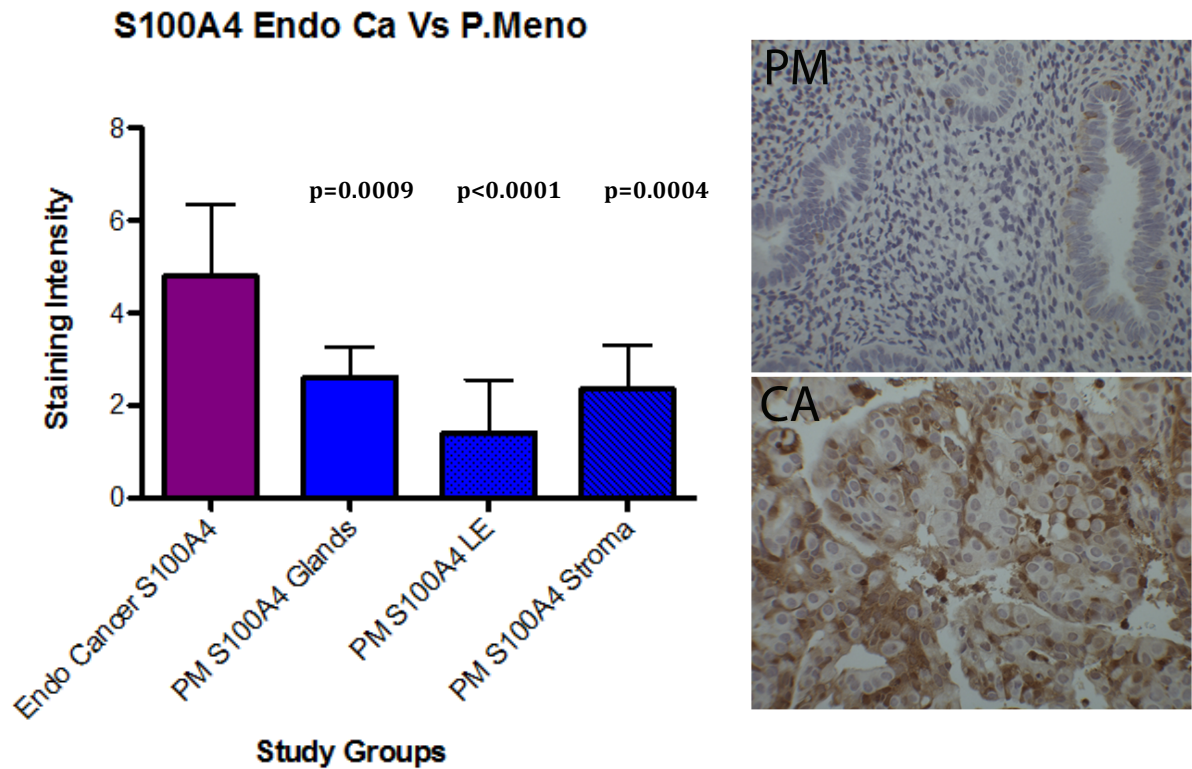 S100A4 Endo Ca Vs P.Meno
8
6
4
2
0
Staining Intensity
p=0.0009 p<0.0001 p=0.0004
Endo Cancer S100A4
PM S100A4 Glands
PM S100A4 LE
PM S100A4 Stroma
Study Groups
PM
CA